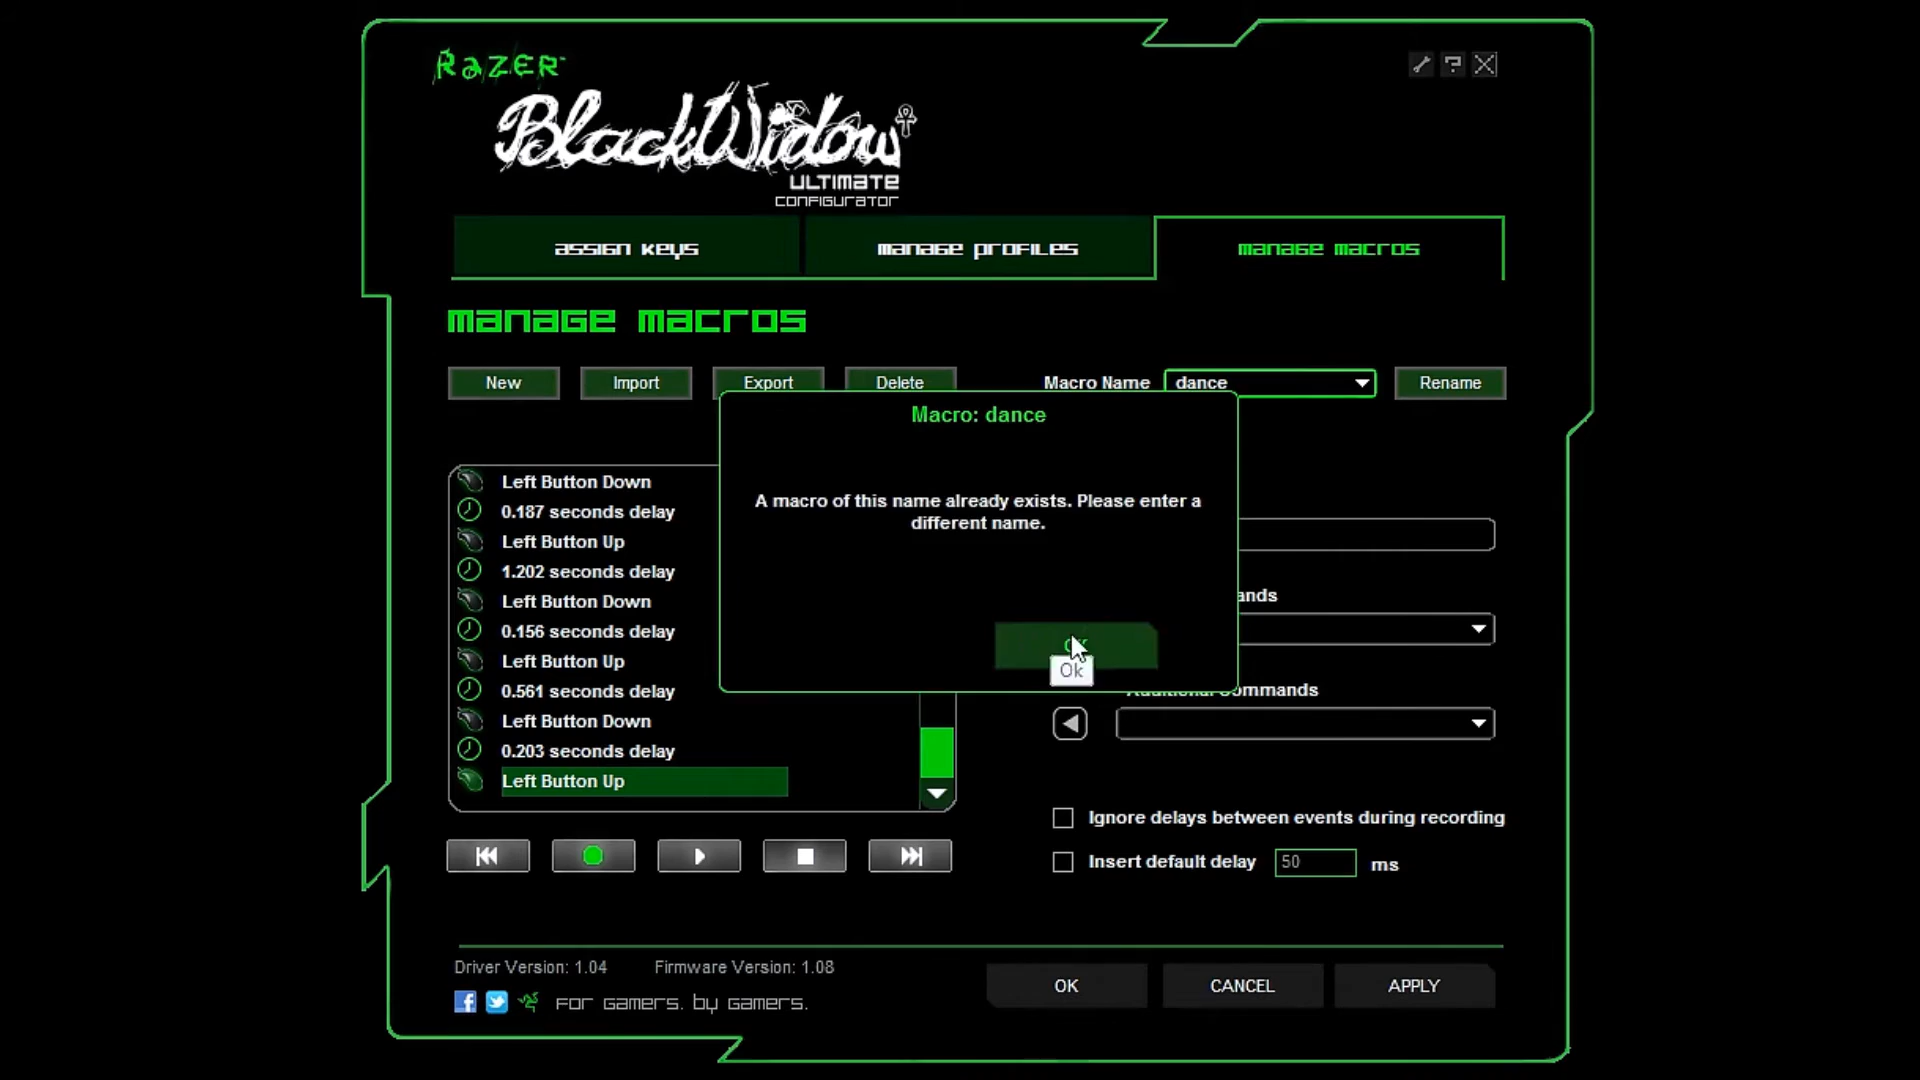 RAZER
BlackWidow
ULTIMATE
CONFIGURATOR
assign keys
manage profiles
manage macros
manage macros
New
Import
Export
Delete
Macro Name
dance
Rename
Macro: dance
A macro of this name already exists. Please enter a
different name.
Ok
Left Button Down
0.187 seconds delay
Left Button Up
1.202 seconds delay
Left Button Down
0.156 seconds delay
Left Button Up
0.561 seconds delay
Left Button Down
0.203 seconds delay
Left Button Up
Commands
Ignore delays between events during recording
Insert default delay 50 ms
Driver Version: 1.04 Firmware Version: 1.08
For gamers. by gamers.
OK
CANCEL
APPLY